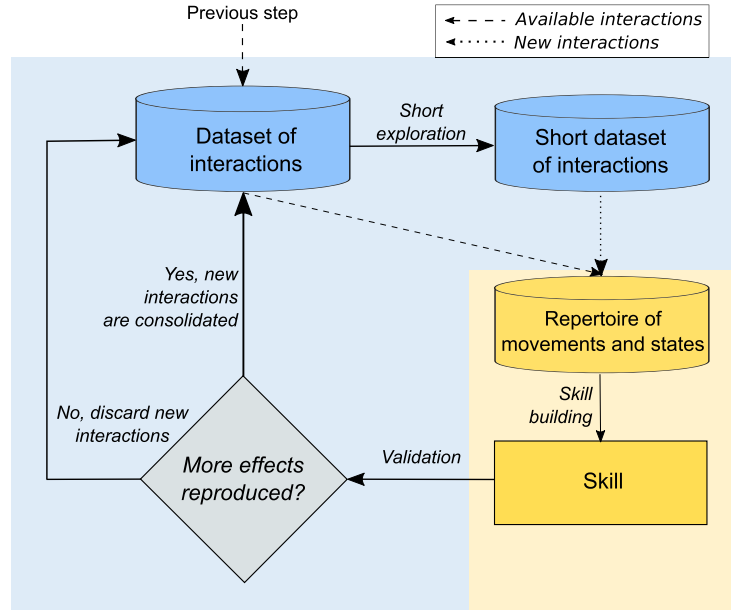 Previous step
Available interactions
New interactions
Dataset of
interactions
Short
exploration
Short dataset
of interactions
Yes, new
interactions
are consolidated
Repertoire of
movements and states
Skill
building
No, discard new
interactions
More effects
reproduced?
Validation
Skill